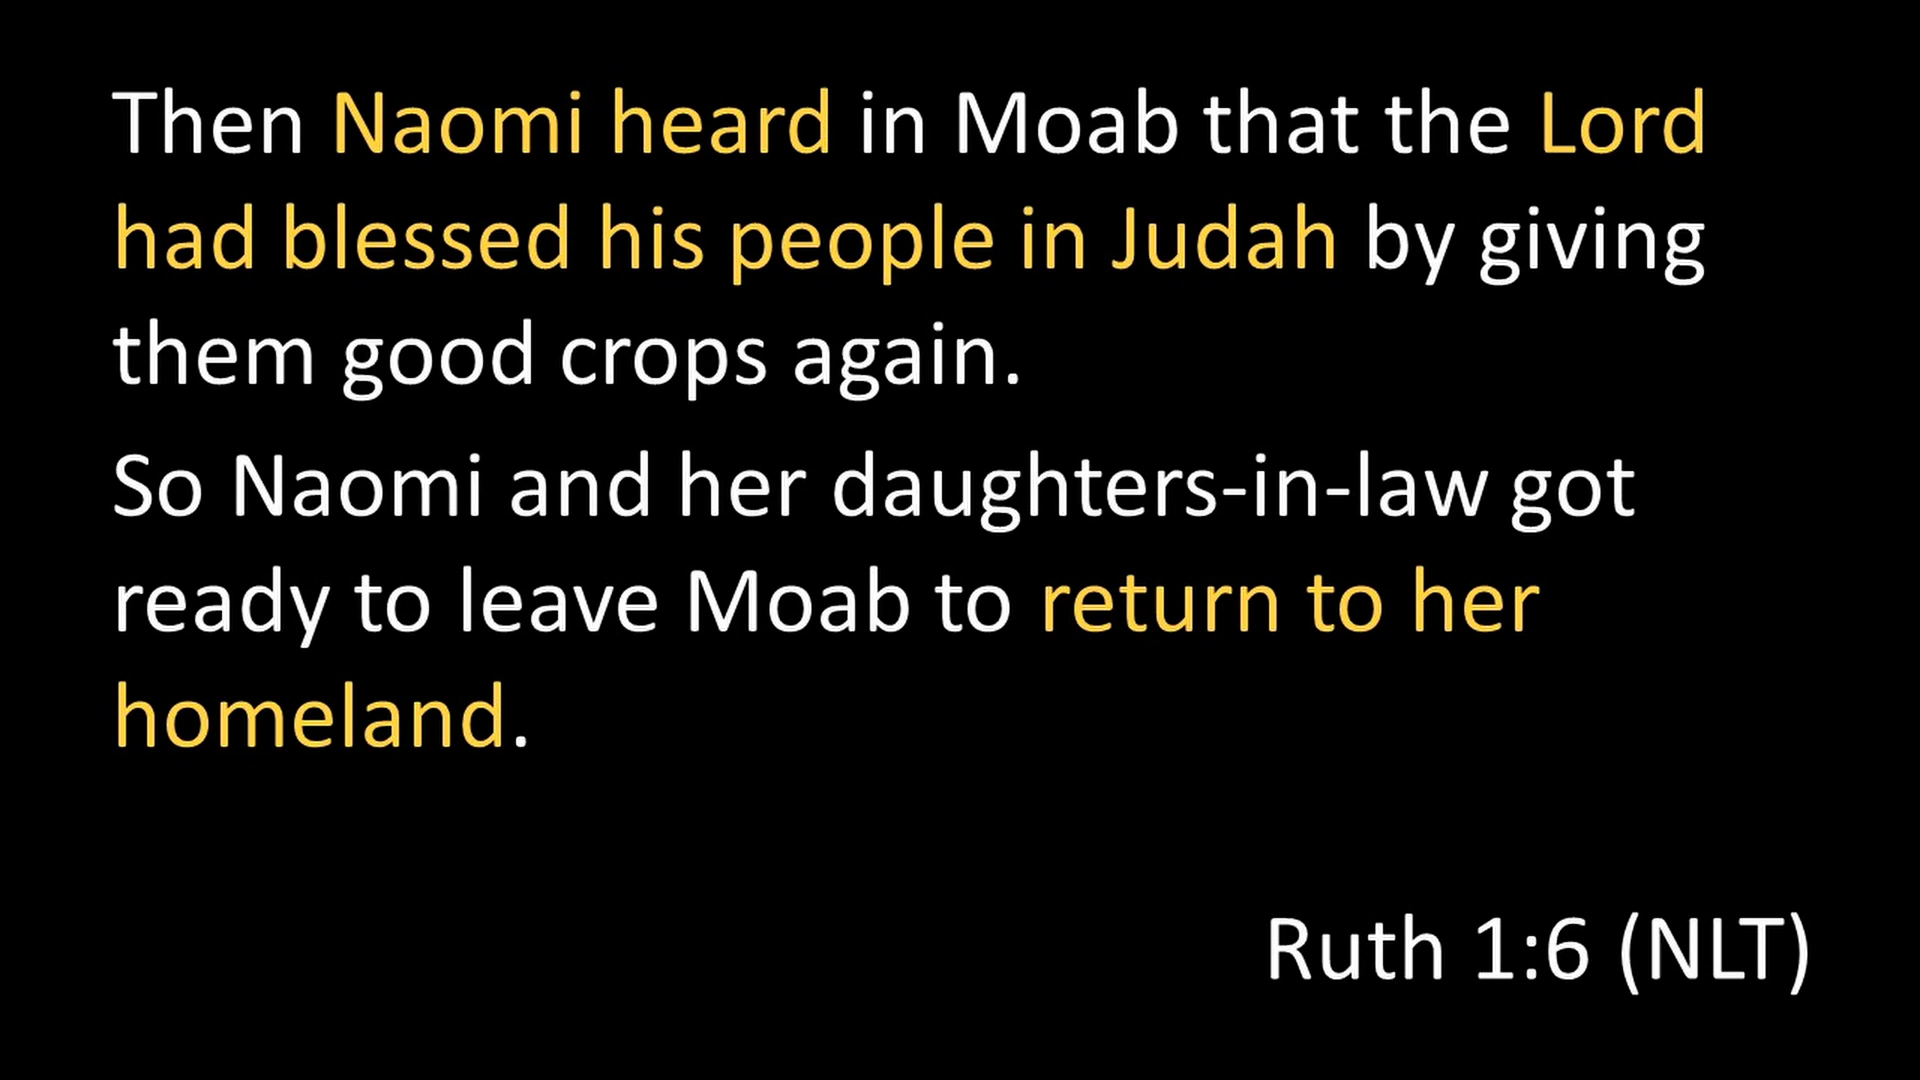 Then Naomi heard in Moab that the Lord
had blessed his people in Judah by giving
them good crops again.
So Naomi and her daughters-in-law got
ready to leave Moab to return to her
homeland.
Ruth 1:6 (NLT)